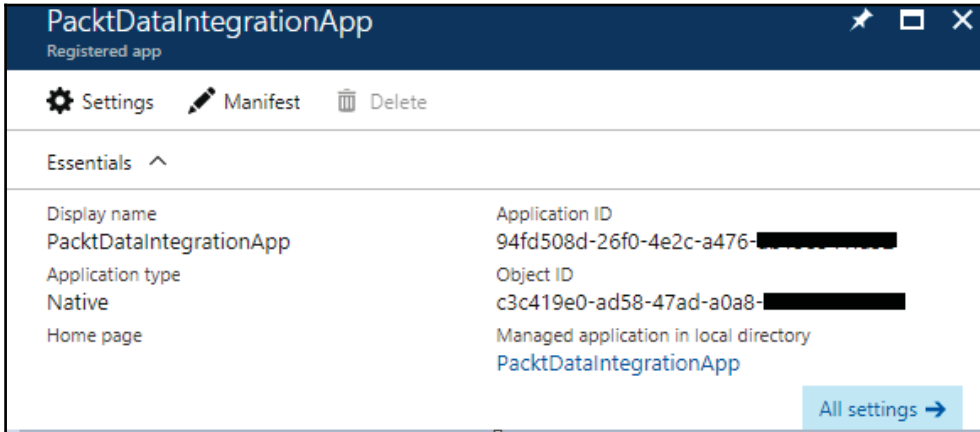 PacktDataIntegrationApp
Registered app
Settings Manifest Delete
Essentials
Display name
PacktDataIntegrationApp
Application ID
94fd508d-26f0-4e2c-a476-
Application type
Native
Object ID
c3c419e0-ad58-47ad-a0a8-
Home page
Managed application in local directory
PacktDataIntegrationApp
All settings →